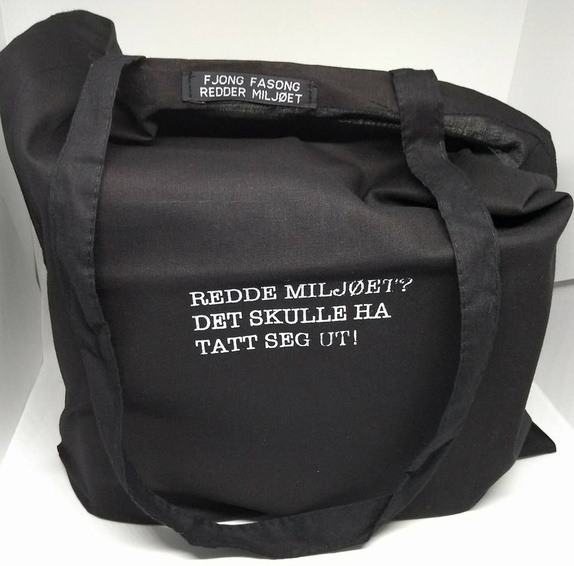 FJONG FASONG
REDDER MILJØET
REDDE MILJØET?
DET SKULLE HA
TATT SEG UT!